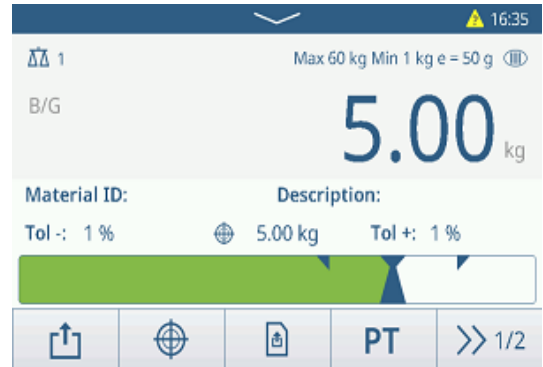 16:35
1 Max 60 kg Min 1 kg e = 50 g III
B/G
5.00 kg
Material ID: Description:
Tol -: 1 % 5.00 kg Tol +: 1 %
PT 1/2